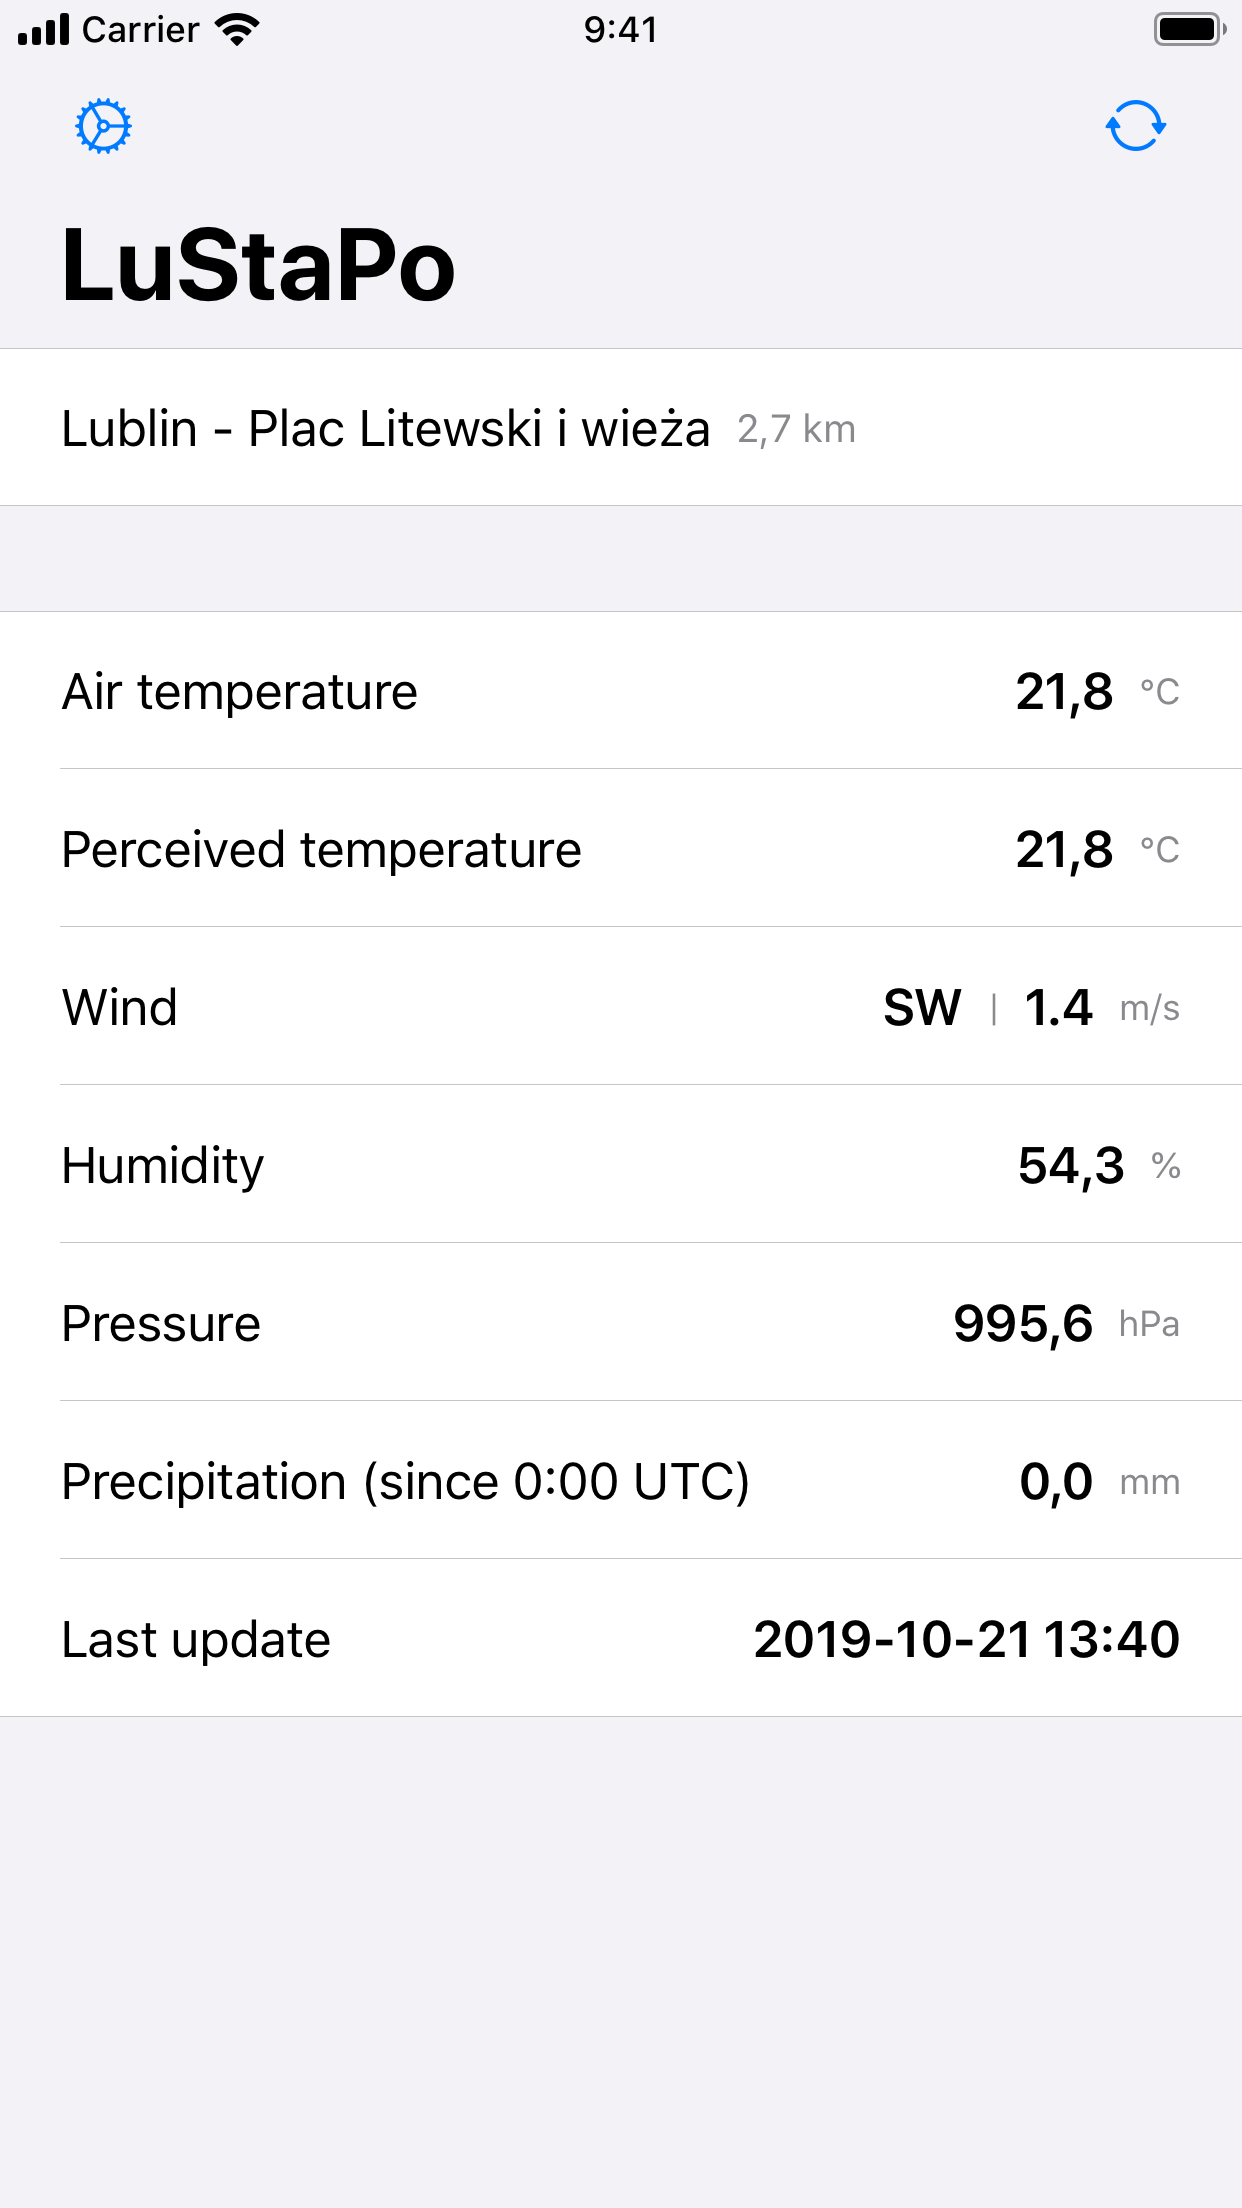 Carrier 9:41
LuStaPo
Lublin - Plac Litewski i wieża 2,7 km
Air temperature 21,8 °C
Perceived temperature 21,8 °C
Wind SW | 1.4 m/s
Humidity 54,3 %
Pressure 995,6 hPa
Precipitation (since 0:00 UTC) 0,0 mm
Last update 2019-10-21 13:40